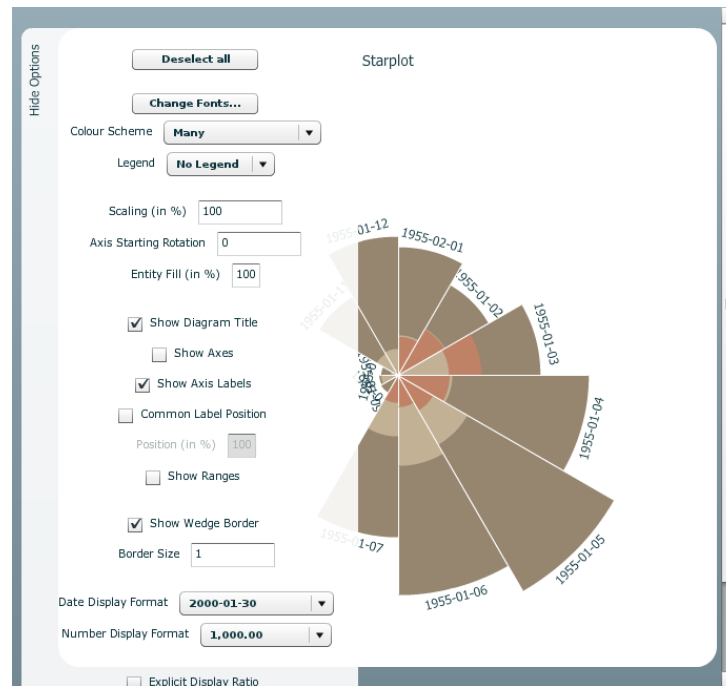 Hide Options
Deselect all
Starplot
Change Fonts...
Colour Scheme Many
Legend No Legend
Scaling (in %) 100
Axis Starting Rotation 0
Entity Fill (in %) 100
Show Diagram Title
Show Axes
Show Axis Labels
Common Label Position
Position (in %) 100
Show Ranges
Show Wedge Border
Border Size 1
Date Display Format 2000-01-30
Number Display Format 1,000.00
Explicit Display Ratio
1955-01-12
1955-02-01
1955-01-02
1955-01-03
1955-01-04
1955-01-05
1955-01-06